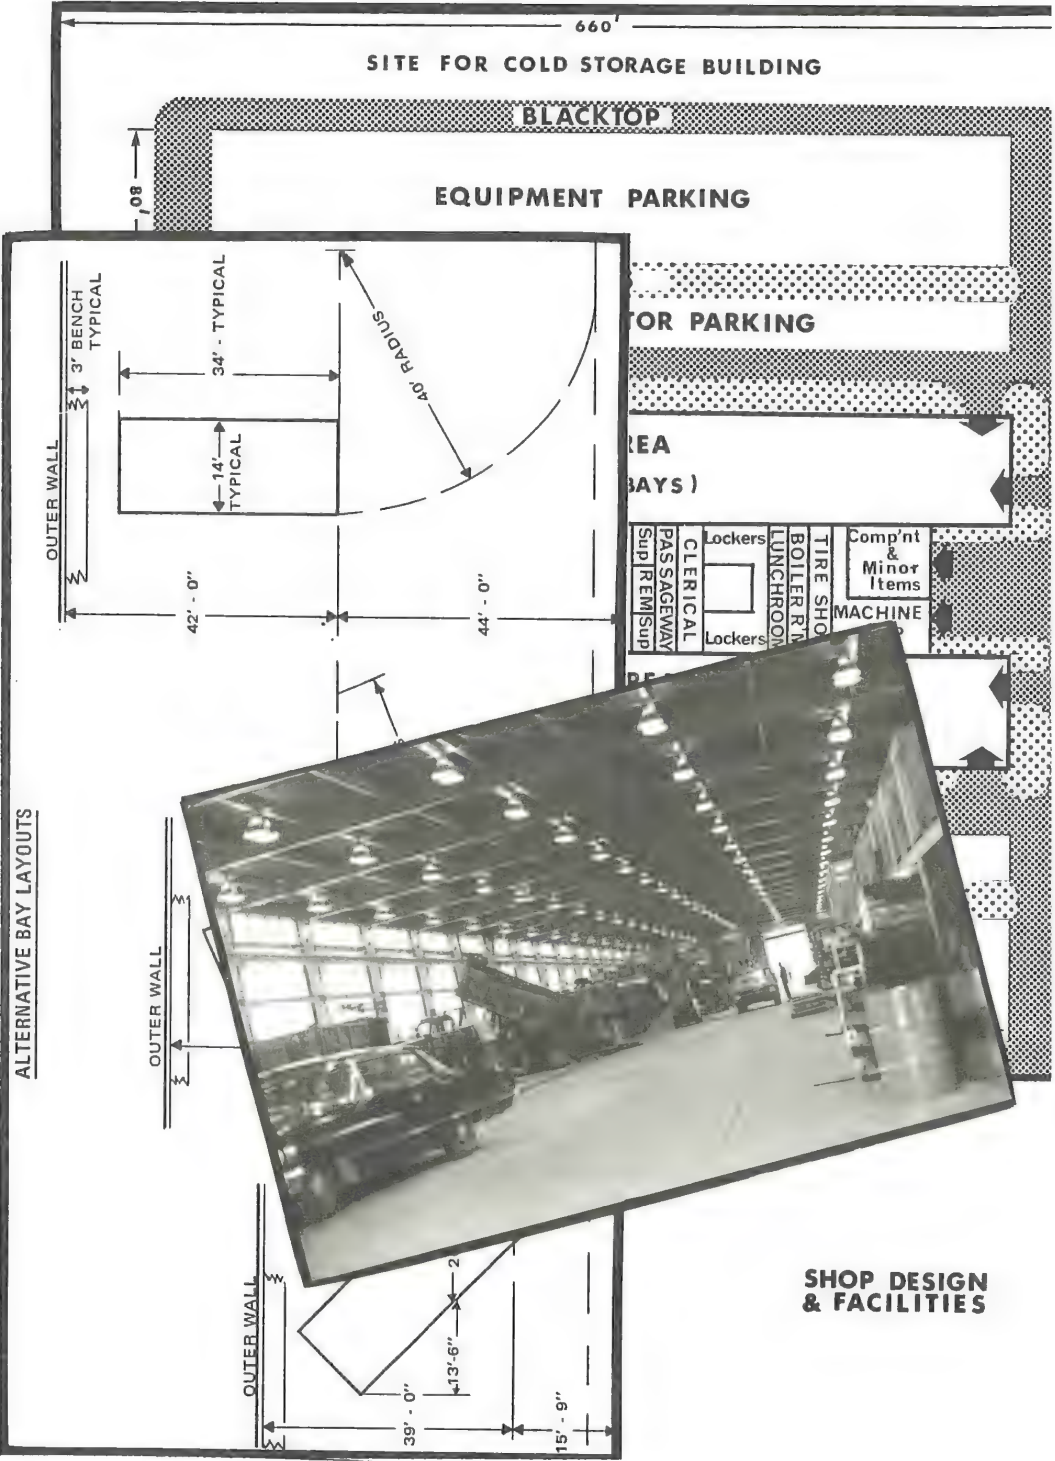 660'
SITE FOR COLD STORAGE BUILDING
BLACKTOP
80'
EQUIPMENT PARKING
TOR PARKING
REA
BAYS)
Sup
REM
Sup
PASSAGEWAY
CLERICAL
Lockers
Lockers
LUNCHROOM
BOILER R
TIRE SHO
Comp'nt
&
Minor
Items
MACHINE
ALTERNATIVE BAY LAYOUTS
OUTER WALL
3' BENCH
TYPICAL
34' - TYPICAL
14'
TYPICAL
40' RADIUS
42' - 0"
44' - 0"
OUTER WALL
OUTER WALL
13'-6"
39' - 0"
15' - 9"
SHOP DESIGN
& FACILITIES